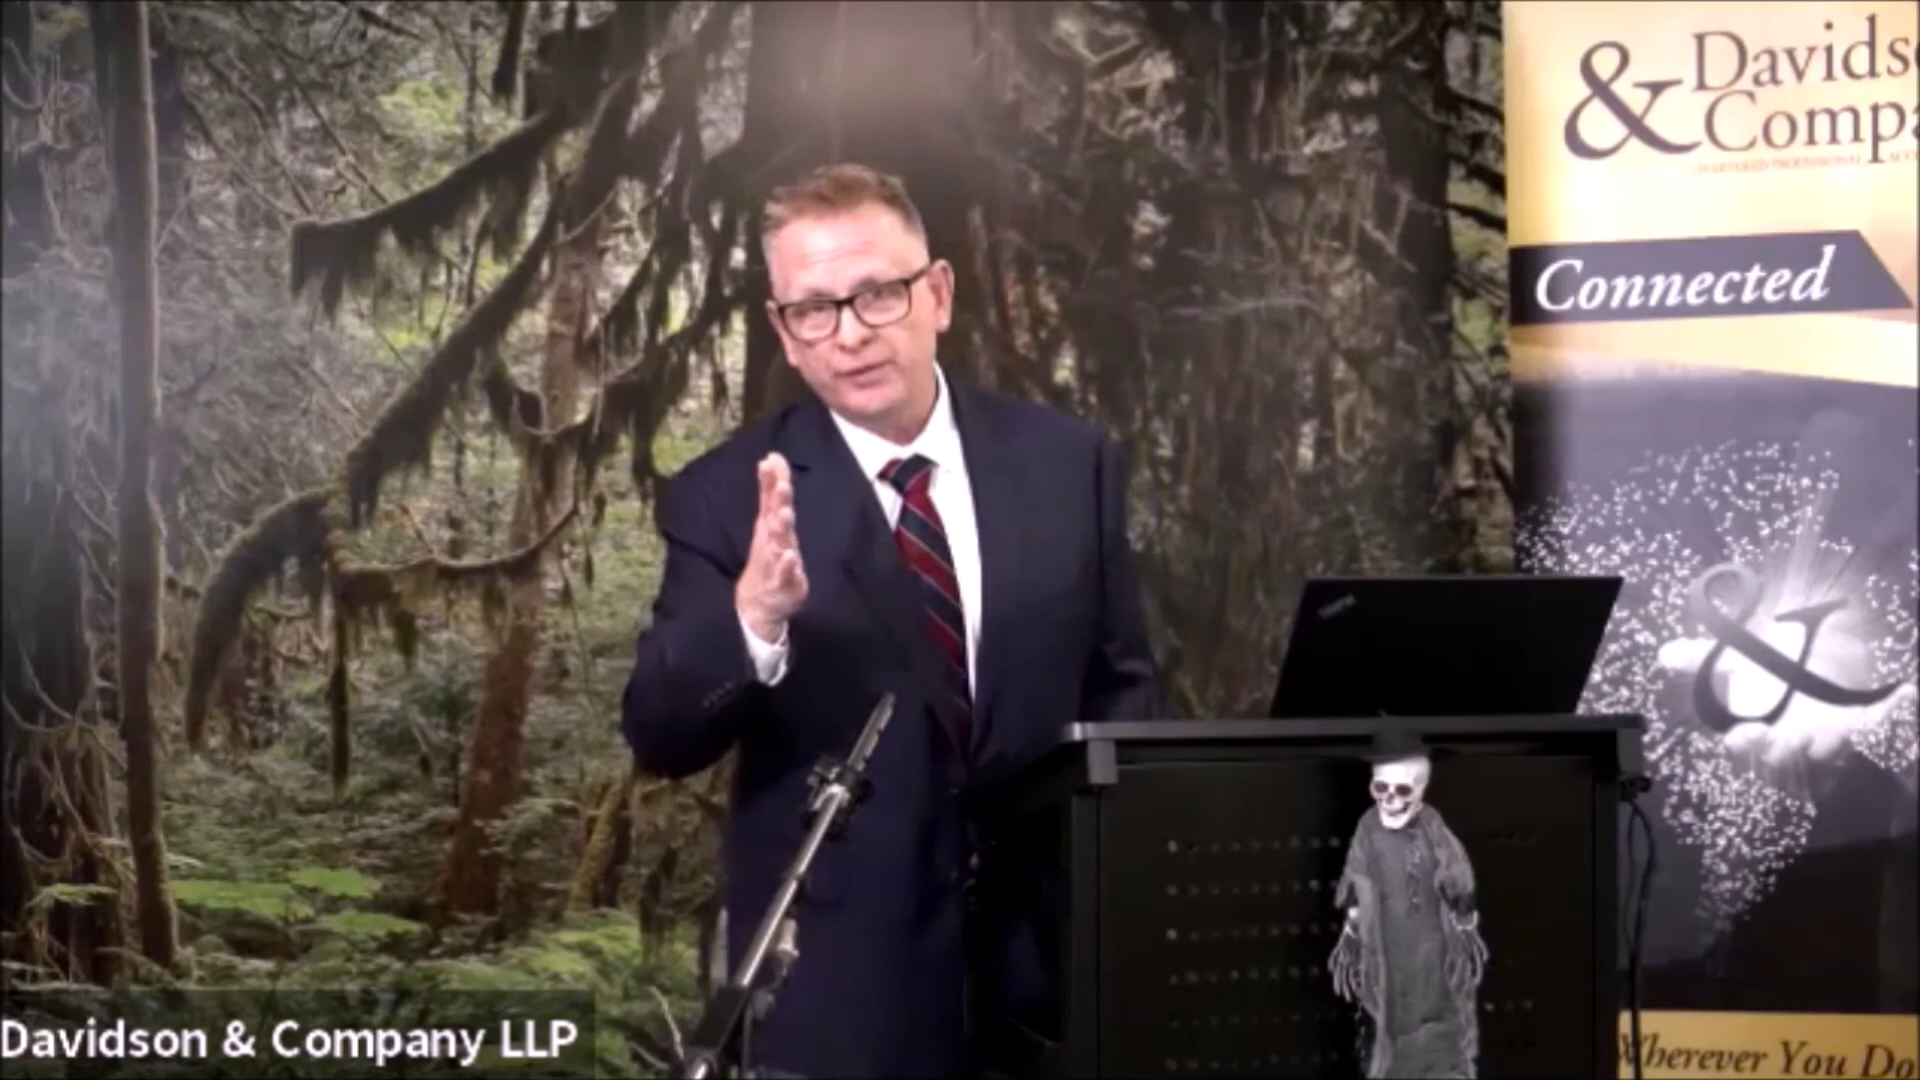 & Davids
Compa
Connected
Wherever You Do
Davidson & Company LLP